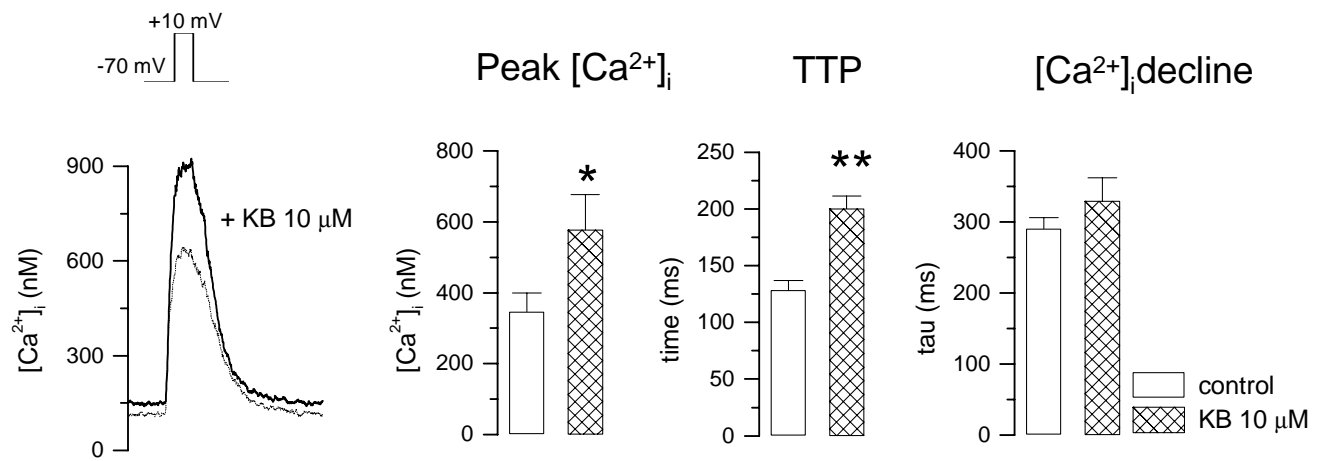 +10 mV
-70 mV
Peak [Ca2+]i
TTP
[Ca2+]i decline
[Ca2+]i (nM)
900
600
300
0
+ KB 10 μM
[Ca2+]i (nM)
800
600
400
200
0
*
time (ms)
250
200
150
100
50
0
**
tau (ms)
400
300
200
100
0
control
KB 10 μM